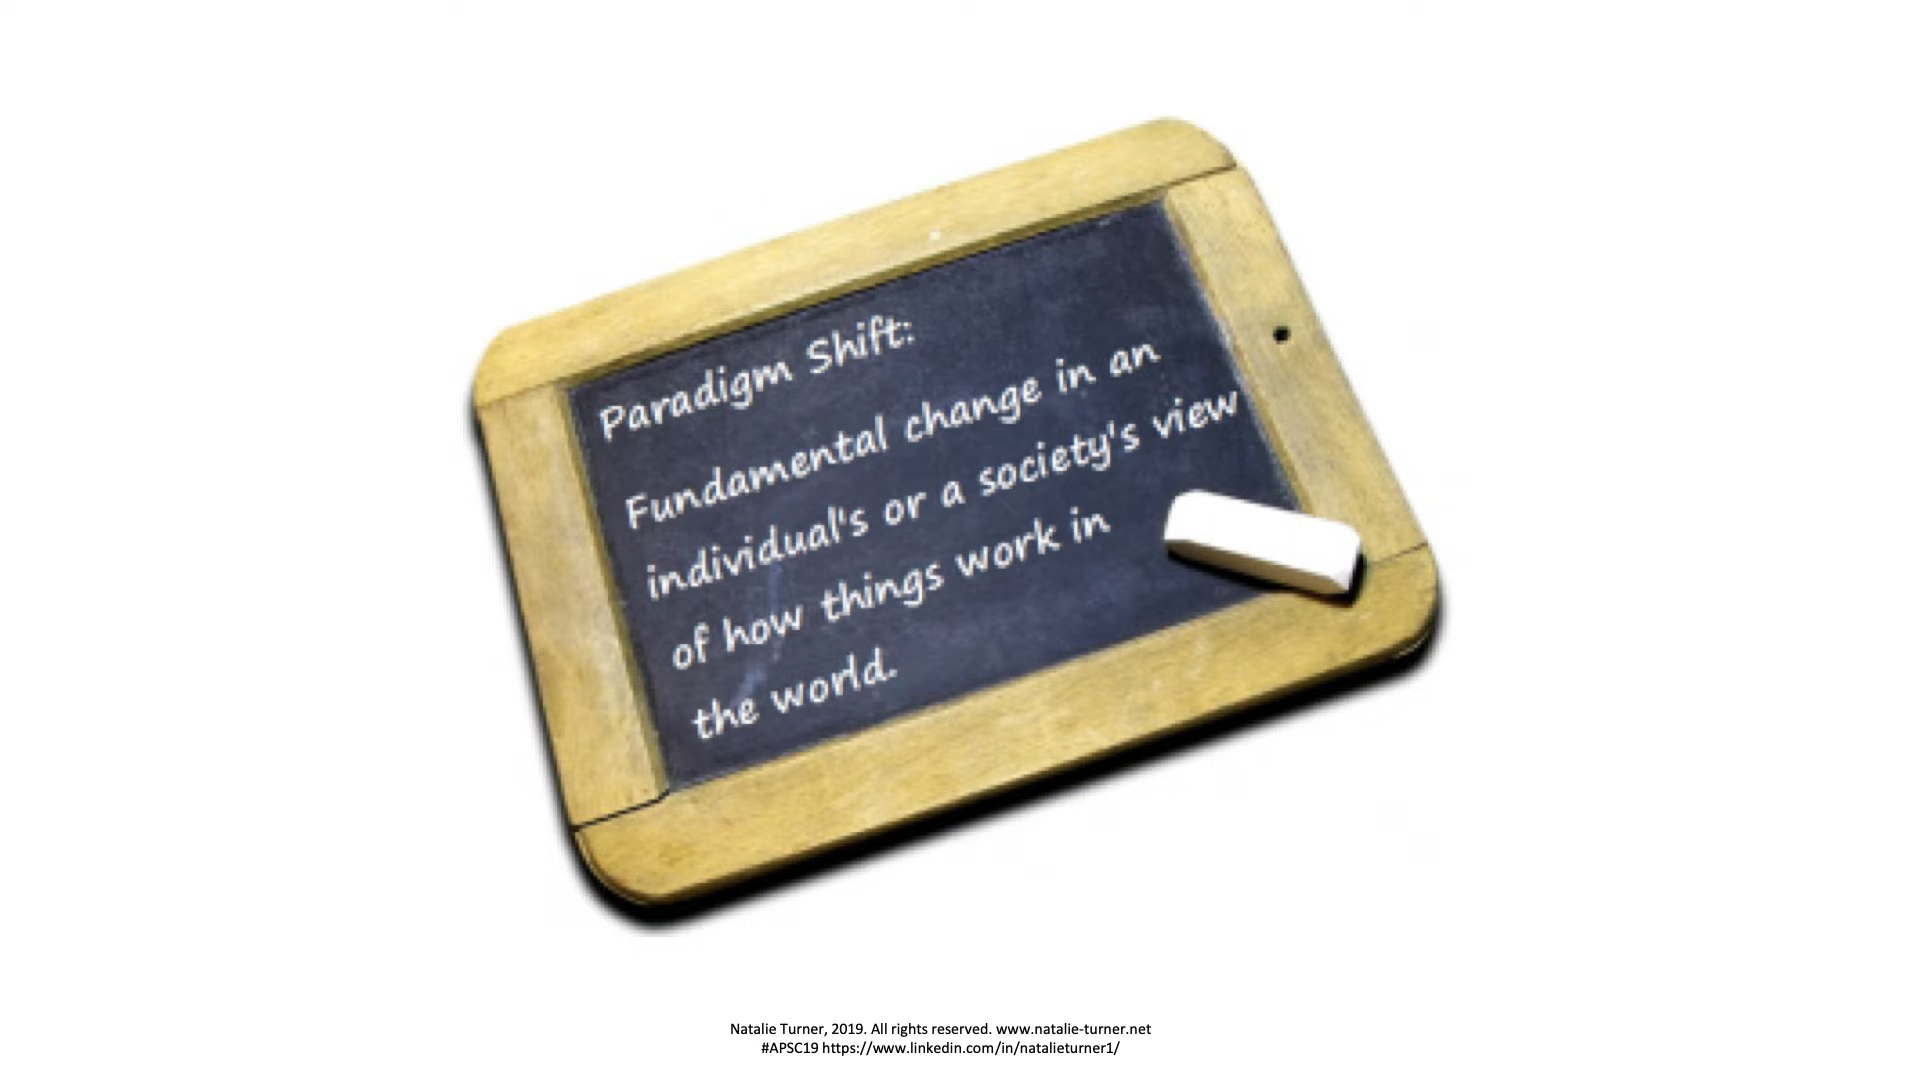 Paradigm Shift:
Fundamental change in an
individual's or a society's view
of how things work in
the world.
Natalie Turner, 2019. All rights reserved. www.natalie-turner.net
#APSC19 https://www.linkedin.com/in/natalieturner1/